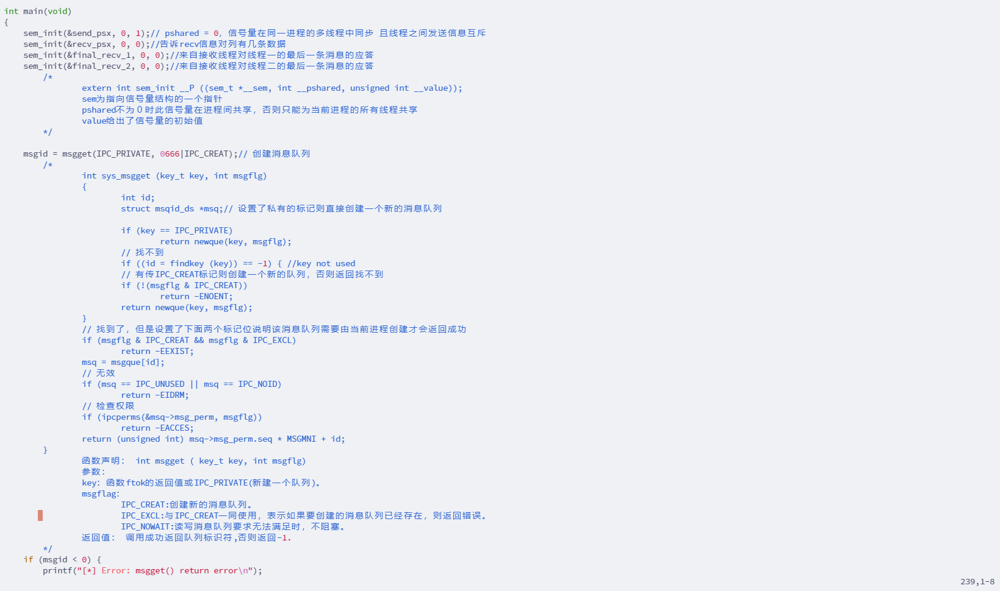 int main(void)
{
    sem_init(&send_psx, 0, 1);// pshared = 0，信号量在同一进程的多线程中同步 且线程之间发送信息互斥
    sem_init(&recv_psx, 0, 0);//告诉recv信息对列有几条数据
    sem_init(&final_recv_1, 0, 0);//来自接收线程对线程一的最后一条消息的应答
    sem_init(&final_recv_2, 0, 0);//来自接收线程对线程二的最后一条消息的应答
        /*
                extern int sem_init __P ((sem_t *__sem, int __pshared, unsigned int __value));
                sem为指向信号量结构的一个指针
                pshared不为０时此信号量在进程间共享，否则只能为当前进程的所有线程共享
                value给出了信号量的初始值
        */

    msgid = msgget(IPC_PRIVATE, 0666|IPC_CREAT);// 创建消息队列
        /*
                int sys_msgget (key_t key, int msgflg)
                {
                        int id;
                        struct msqid_ds *msq;// 设置了私有的标记则直接创建一个新的消息队列

                        if (key == IPC_PRIVATE)
                                return newque(key, msgflg);
                        // 找不到
                        if ((id = findkey (key)) == -1) { //key not used
                        // 有传IPC_CREAT标记则创建一个新的队列，否则返回找不到
                        if (!(msgflg & IPC_CREAT))
                                return -ENOENT;
                        return newque(key, msgflg);
                }
                // 找到了，但是设置了下面两个标记位说明该消息队列需要由当前进程创建才会返回成功
                if (msgflg & IPC_CREAT && msgflg & IPC_EXCL)
                        return -EEXIST;
                msq = msgque[id];
                // 无效
                if (msq == IPC_UNUSED || msq == IPC_NOID)
                        return -EIDRM;
                // 检查权限
                if (ipcperms(&msq->msg_perm, msgflg))
                        return -EACCES;
                return (unsigned int) msq->msg_perm.seq * MSGMNI + id;
        }
                函数声明： int msgget ( key_t key, int msgflg)
                参数：
                key：函数ftok的返回值或IPC_PRIVATE(新建一个队列)。
                msgflag：
                        IPC_CREAT:创建新的消息队列。
                        IPC_EXCL:与IPC_CREAT一同使用，表示如果要创建的消息队列已经存在，则返回错误。
                        IPC_NOWAIT:读写消息队列要求无法满足时，不阻塞。
                返回值： 调用成功返回队列标识符,否则返回-1.
        */
    if (msgid < 0) {
        printf("[*] Error: msgget() return error\n");
239,1-8